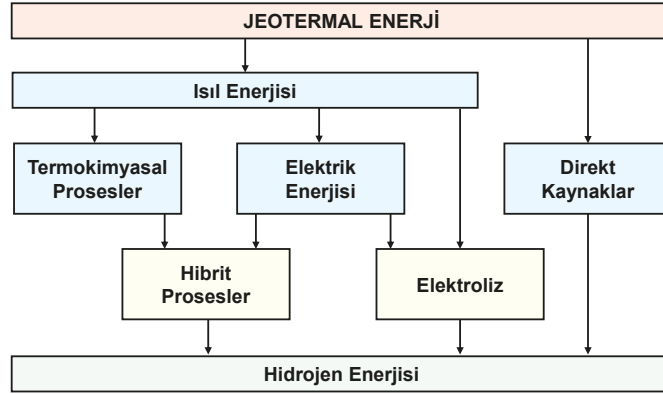 JEOTERMAL ENERJİ
Isıl Enerjisi
Termokimyasal
Prosesler
Elektrik
Enerjisi
Direkt
Kaynaklar
Hibrit
Prosesler
Elektroliz
Hidrojen Enerjisi